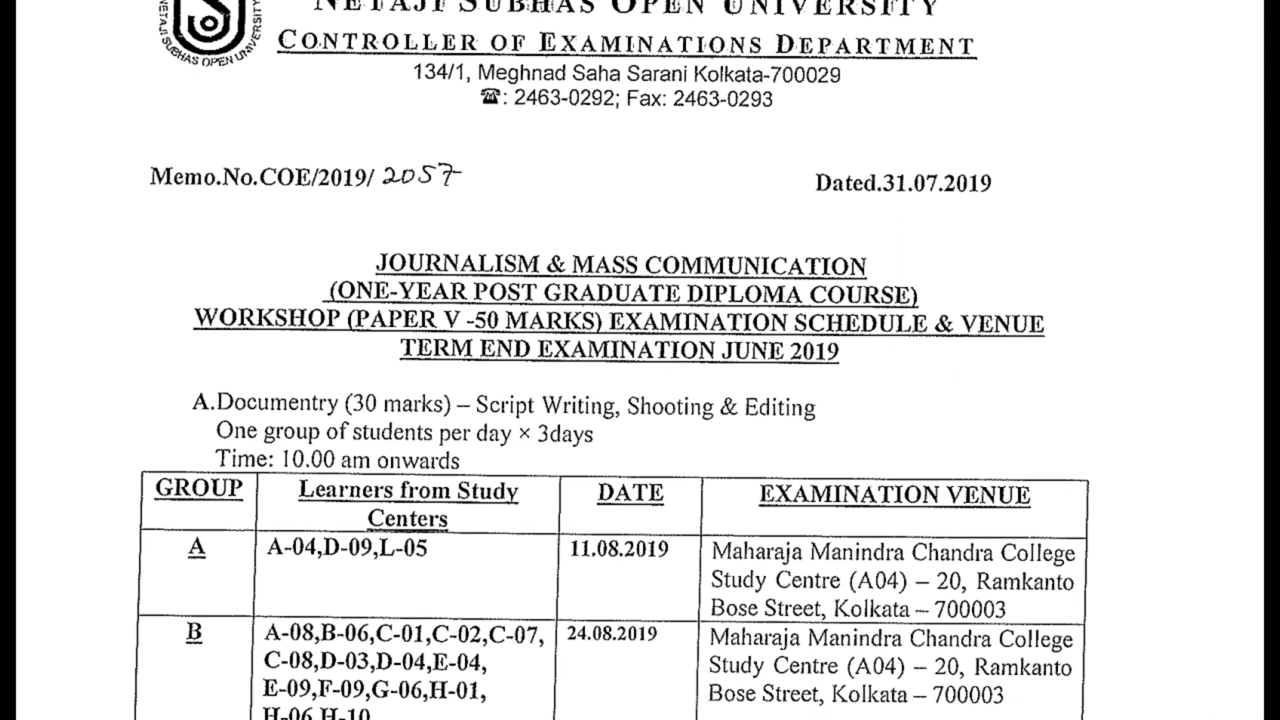 NETAJI SUBHAS OPEN UNIVERSITY
NETAJI SUBHAS OPEN UNIVERSITY
CONTROLLER OF EXAMINATIONS DEPARTMENT
134/1, Meghnad Saha Sarani Kolkata-700029
☎: 2463-0292; Fax: 2463-0293
Memo.No.COE/2019/ 2057
Dated.31.07.2019
JOURNALISM & MASS COMMUNICATION
(ONE-YEAR POST GRADUATE DIPLOMA COURSE)
WORKSHOP (PAPER V -50 MARKS) EXAMINATION SCHEDULE & VENUE
TERM END EXAMINATION JUNE 2019
A.Documentry (30 marks) – Script Writing, Shooting & Editing
One group of students per day × 3days
Time: 10.00 am onwards
GROUP
Learners from Study
Centers
DATE
EXAMINATION VENUE
A
A-04,D-09,L-05
11.08.2019
Maharaja Manindra Chandra College
Study Centre (A04) – 20, Ramkanto
Bose Street, Kolkata – 700003
B
A-08,B-06,C-01,C-02,C-07,
C-08,D-03,D-04,E-04,
E-09,F-09,G-06,H-01,
H-06,H-10
24.08.2019
Maharaja Manindra Chandra College
Study Centre (A04) – 20, Ramkanto
Bose Street, Kolkata – 700003